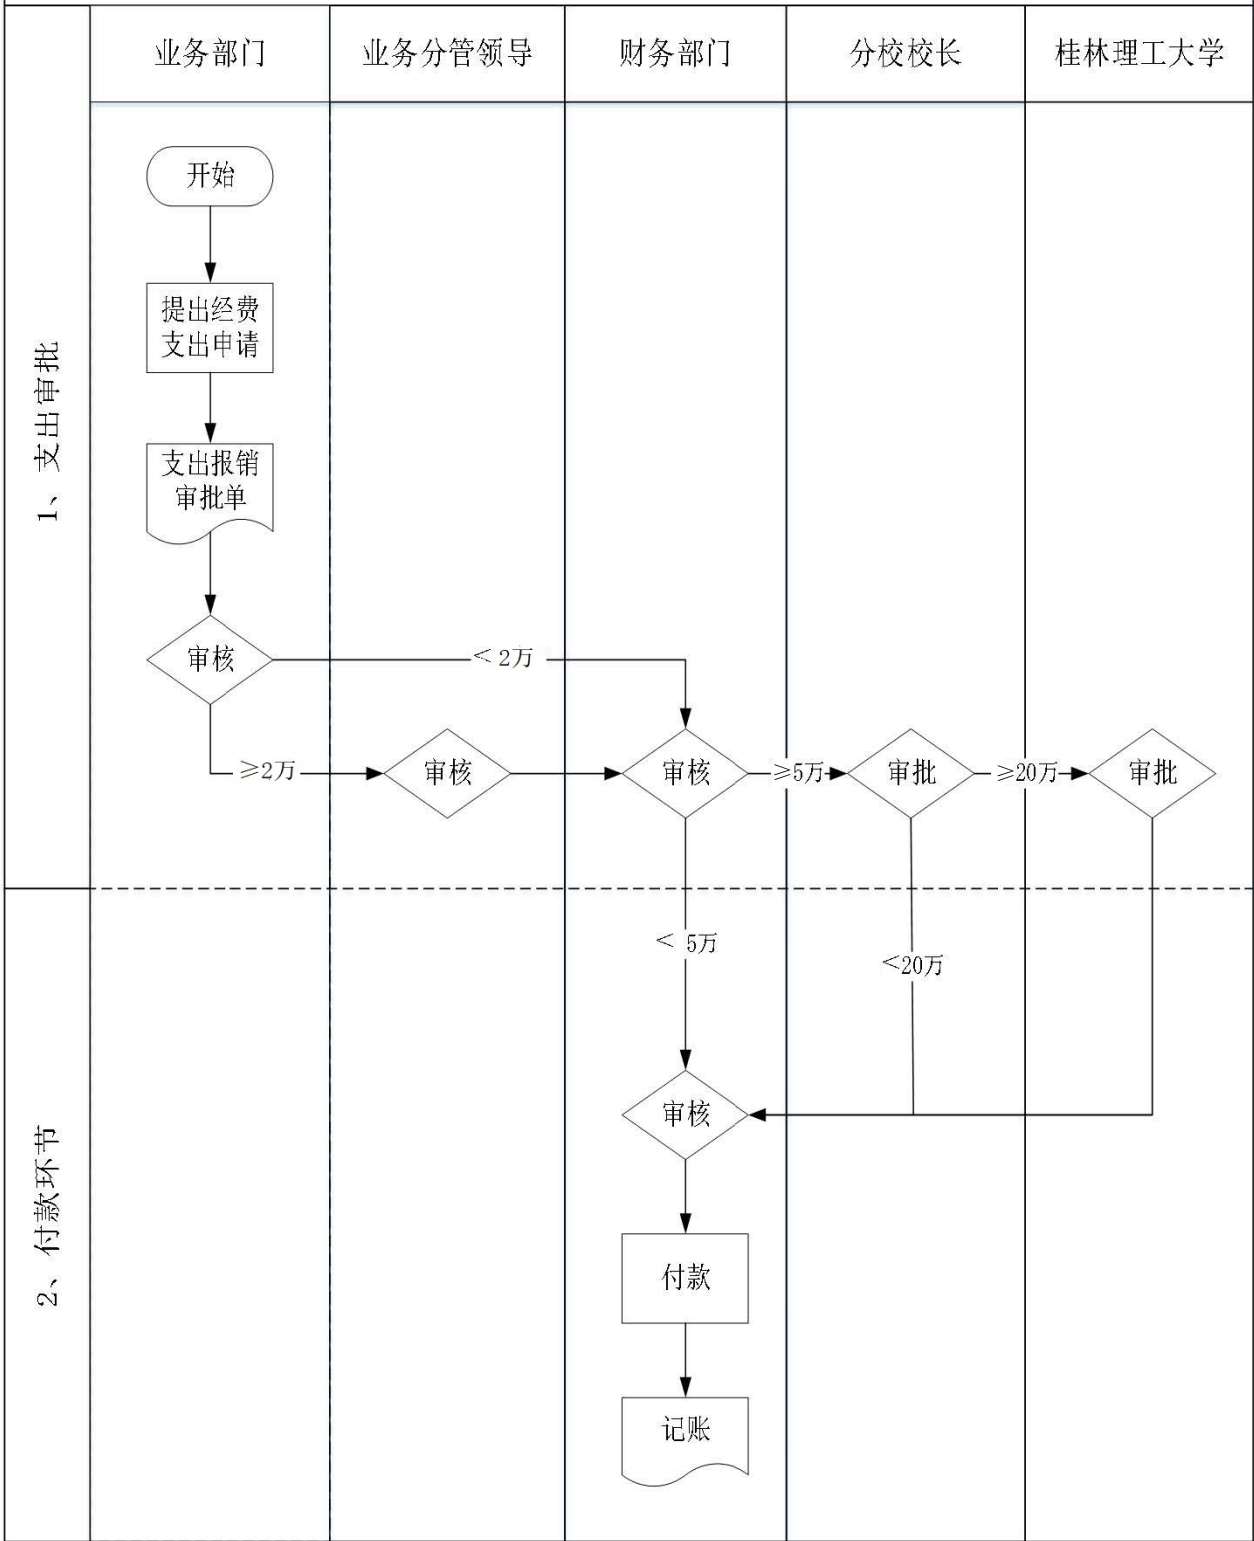 业务部门
业务分管领导
财务部门
分校校长
桂林理工大学
1、支出审批
开始
提出经费
支出申请
支出报销
审批单
审核
＜2万
≥2万
审核
审核
≥5万
审批
≥20万
审批
2、付款环节
＜ 5万
＜20万
审核
付款
记账